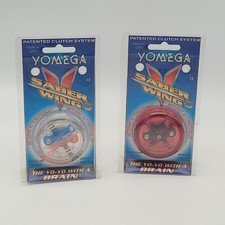 PATENTED CLUTCH SYSTEM
YOMEGA
SABER
WING
THE YO-YO WITH A
BRAIN
PATENTED CLUTCH SYSTEM
YOMEGA
SABER
WING
THE YO-YO WITH A
BRAIN